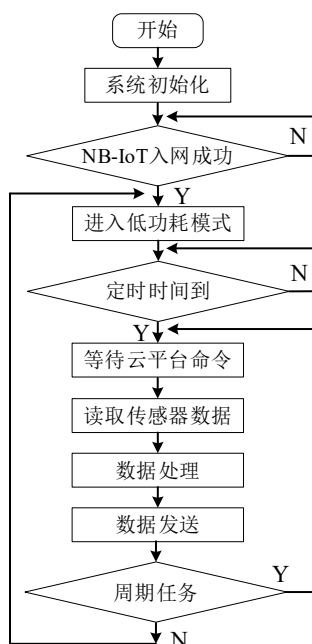 开始
系统初始化
N
NB-IoT入网成功
Y
进入低功耗模式
N
定时时间到
Y
等待云平台命令
读取传感器数据
数据处理
数据发送
Y
周期任务
N